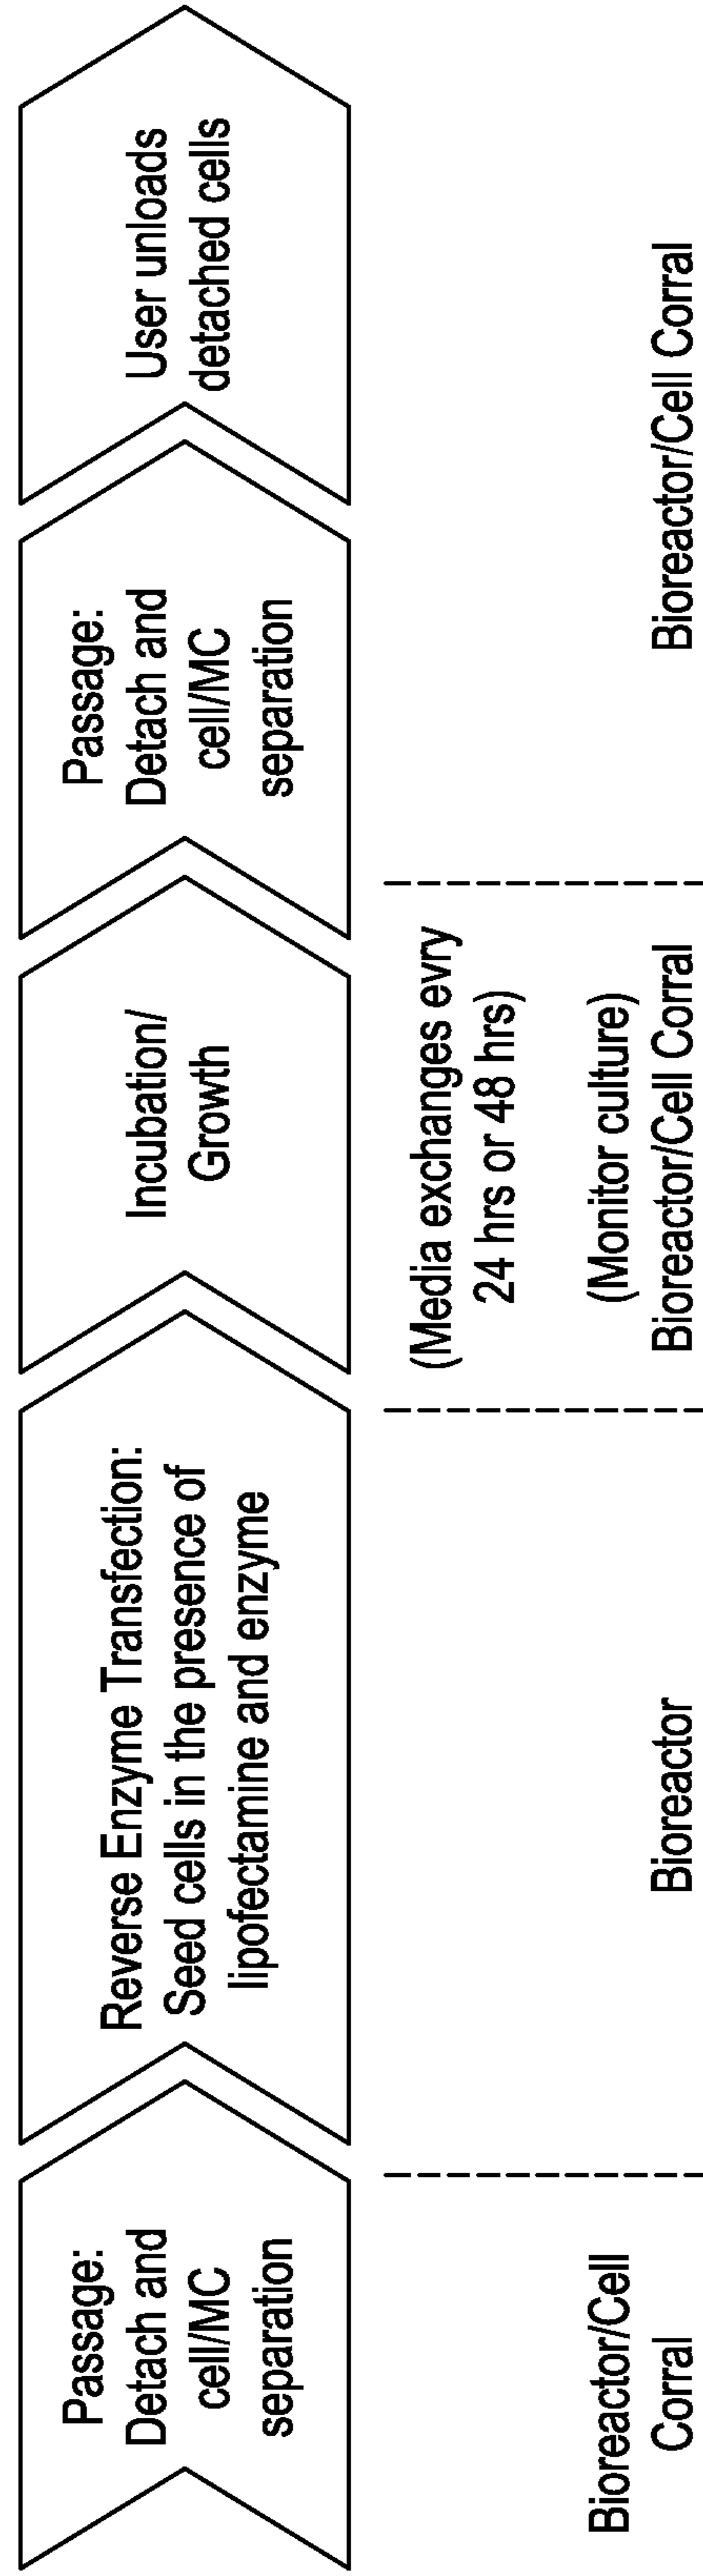 Passage:
Detach and
cell/MC
separation
Reverse Enzyme Transfection:
Seed cells in the presence of
lipofectamine and enzyme
Incubation/
Growth
Passage:
Detach and
cell/MC
separation
User unloads
detached cells
Bioreactor/Cell
Corral
Bioreactor
(Media exchanges evry
24 hrs or 48 hrs)
(Monitor culture)
Bioreactor/Cell Corral
Bioreactor/Cell Corral